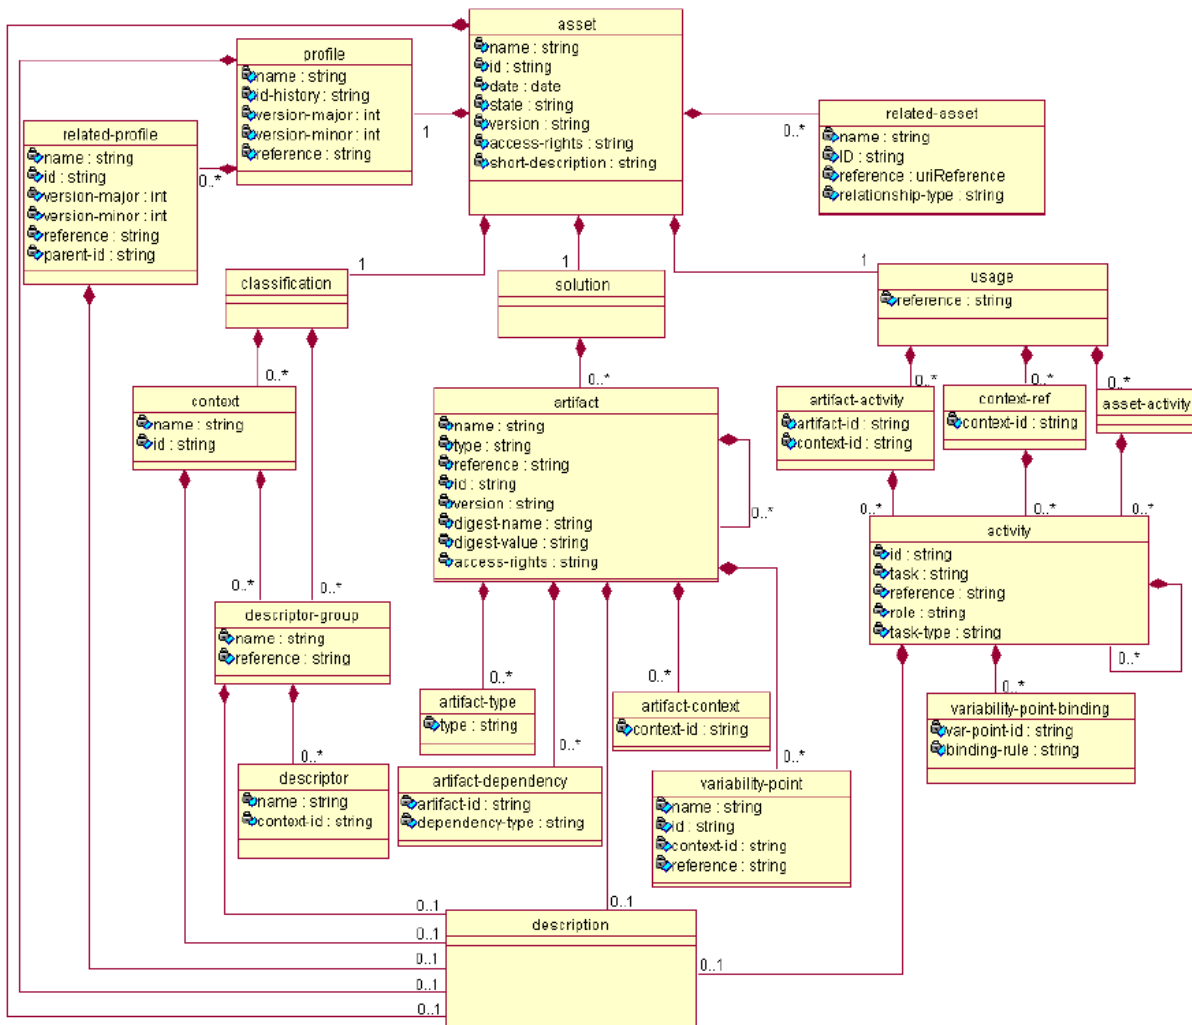 asset
name : string
id : string
date : date
state : string
version : string
access-rights : string
short-description : string
profile
name : string
id-history : string
version-major : int
version-minor : int
reference : string
1
related-asset
name : string
ID : string
reference : uriReference
relationship-type : string
0..*
related-profile
name : string
id : string
version-major : int
version-minor : int
reference : string
parent-id : string
0..*
1
1
1
classification
solution
usage
reference : string
0..*
0..*
0..*
0..*
0..*
context
name : string
id : string
artifact
name : string
type : string
reference : string
id : string
version : string
digest-name : string
digest-value : string
access-rights : string
0..*
artifact-activity
artifact-id : string
context-id : string
context-ref
context-id : string
asset-activity
0..*
0..*
0..*
activity
id : string
task : string
reference : string
role : string
task-type : string
0..*
0..*
0..*
descriptor-group
name : string
reference : string
0..*
0..*
0..*
0..*
0..*
artifact-type
type : string
artifact-context
context-id : string
variability-point-binding
var-point-id : string
binding-rule : string
0..*
0..*
descriptor
name : string
context-id : string
artifact-dependency
artifact-id : string
dependency-type : string
variability-point
name : string
id : string
context-id : string
reference : string
0..1
0..1
description
0..1
0..1
0..1
0..1
0..1